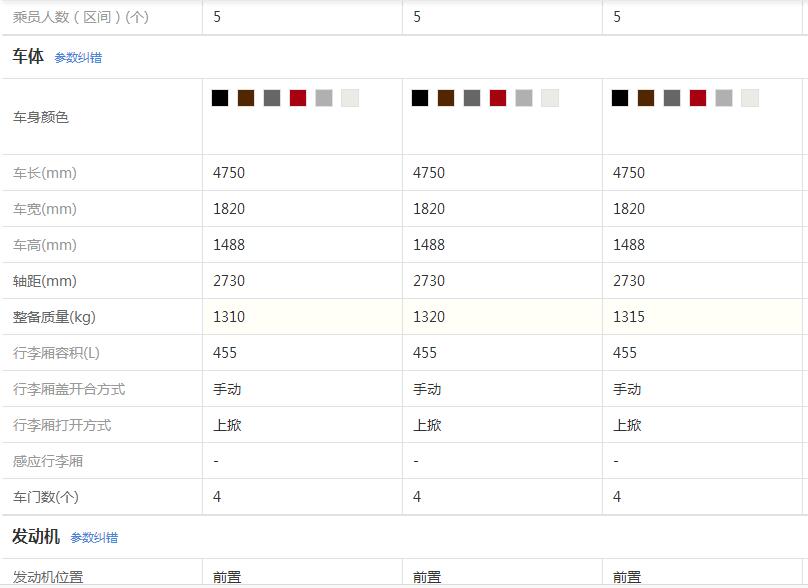 乘员人数（区间）(个) 5 5 5
车体 参数纠错
车身颜色
车长(mm) 4750 4750 4750
车宽(mm) 1820 1820 1820
车高(mm) 1488 1488 1488
轴距(mm) 2730 2730 2730
整备质量(kg) 1310 1320 1315
行李厢容积(L) 455 455 455
行李厢盖开合方式 手动 手动 手动
行李厢打开方式 上掀 上掀 上掀
感应行李厢 - - -
车门数(个) 4 4 4
发动机 参数纠错
发动机位置 前置 前置 前置